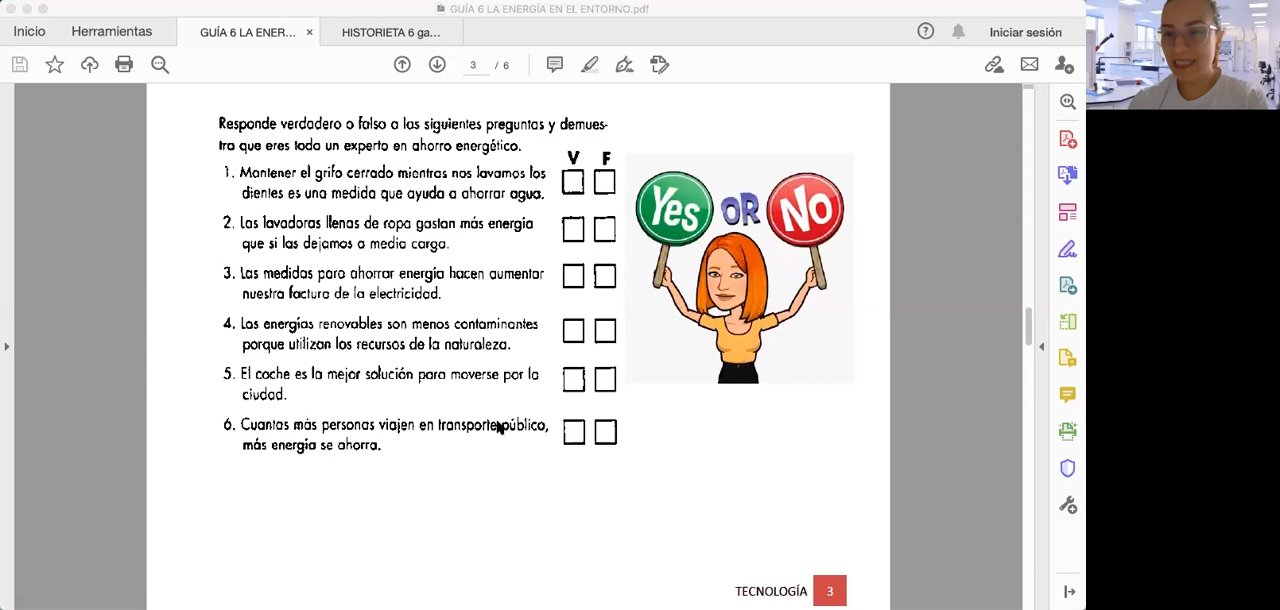 GUÍA 6 LA ENERGÍA EN EL ENTORNO.pdf
Inicio
Herramientas
GUÍA 6 LA ENER...
×
HISTORIETA 6 ga...
Iniciar sesión
3 / 6
Responde verdadero o falso a las siguientes preguntas y demues-
tra que eres todo un experto en ahorro energético.
V F
1. Mantener el grifo cerrado mientras nos lavamos los
dientes es una medida que ayuda a ahorrar agua.
2. Las lavadoras llenas de ropa gastan más energía
que si las dejamos a media carga.
3. Las medidas para ahorrar energía hacen aumentar
nuestra factura de la electricidad.
4. Las energías renovables son menos contaminantes
porque utilizan los recursos de la naturaleza.
5. El coche es la mejor solución para moverse por la
ciudad.
6. Cuantas más personas viajen en transporte público,
más energía se ahorra.
Yes OR No
TECNOLOGÍA 3